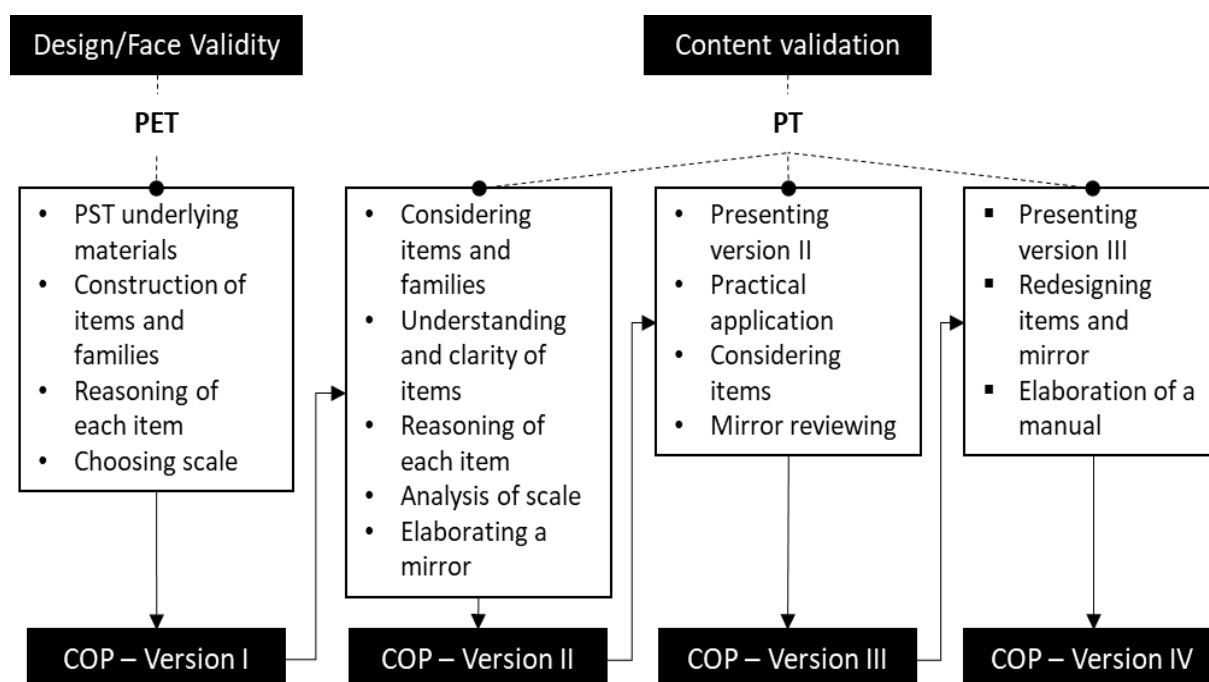 Design/Face Validity
Content validation
PET
PT
• PST underlying
materials
• Construction of
items and
families
• Reasoning of
each item
• Choosing scale
• Considering
items and
families
• Understanding
and clarity of
items
• Reasoning of
each item
• Analysis of scale
• Elaborating a
mirror
• Presenting
version II
• Practical
application
• Considering
items
• Mirror reviewing
▪ Presenting
version III
▪ Redesigning
items and
mirror
▪ Elaboration of a
manual
COP – Version I
COP – Version II
COP – Version III
COP – Version IV